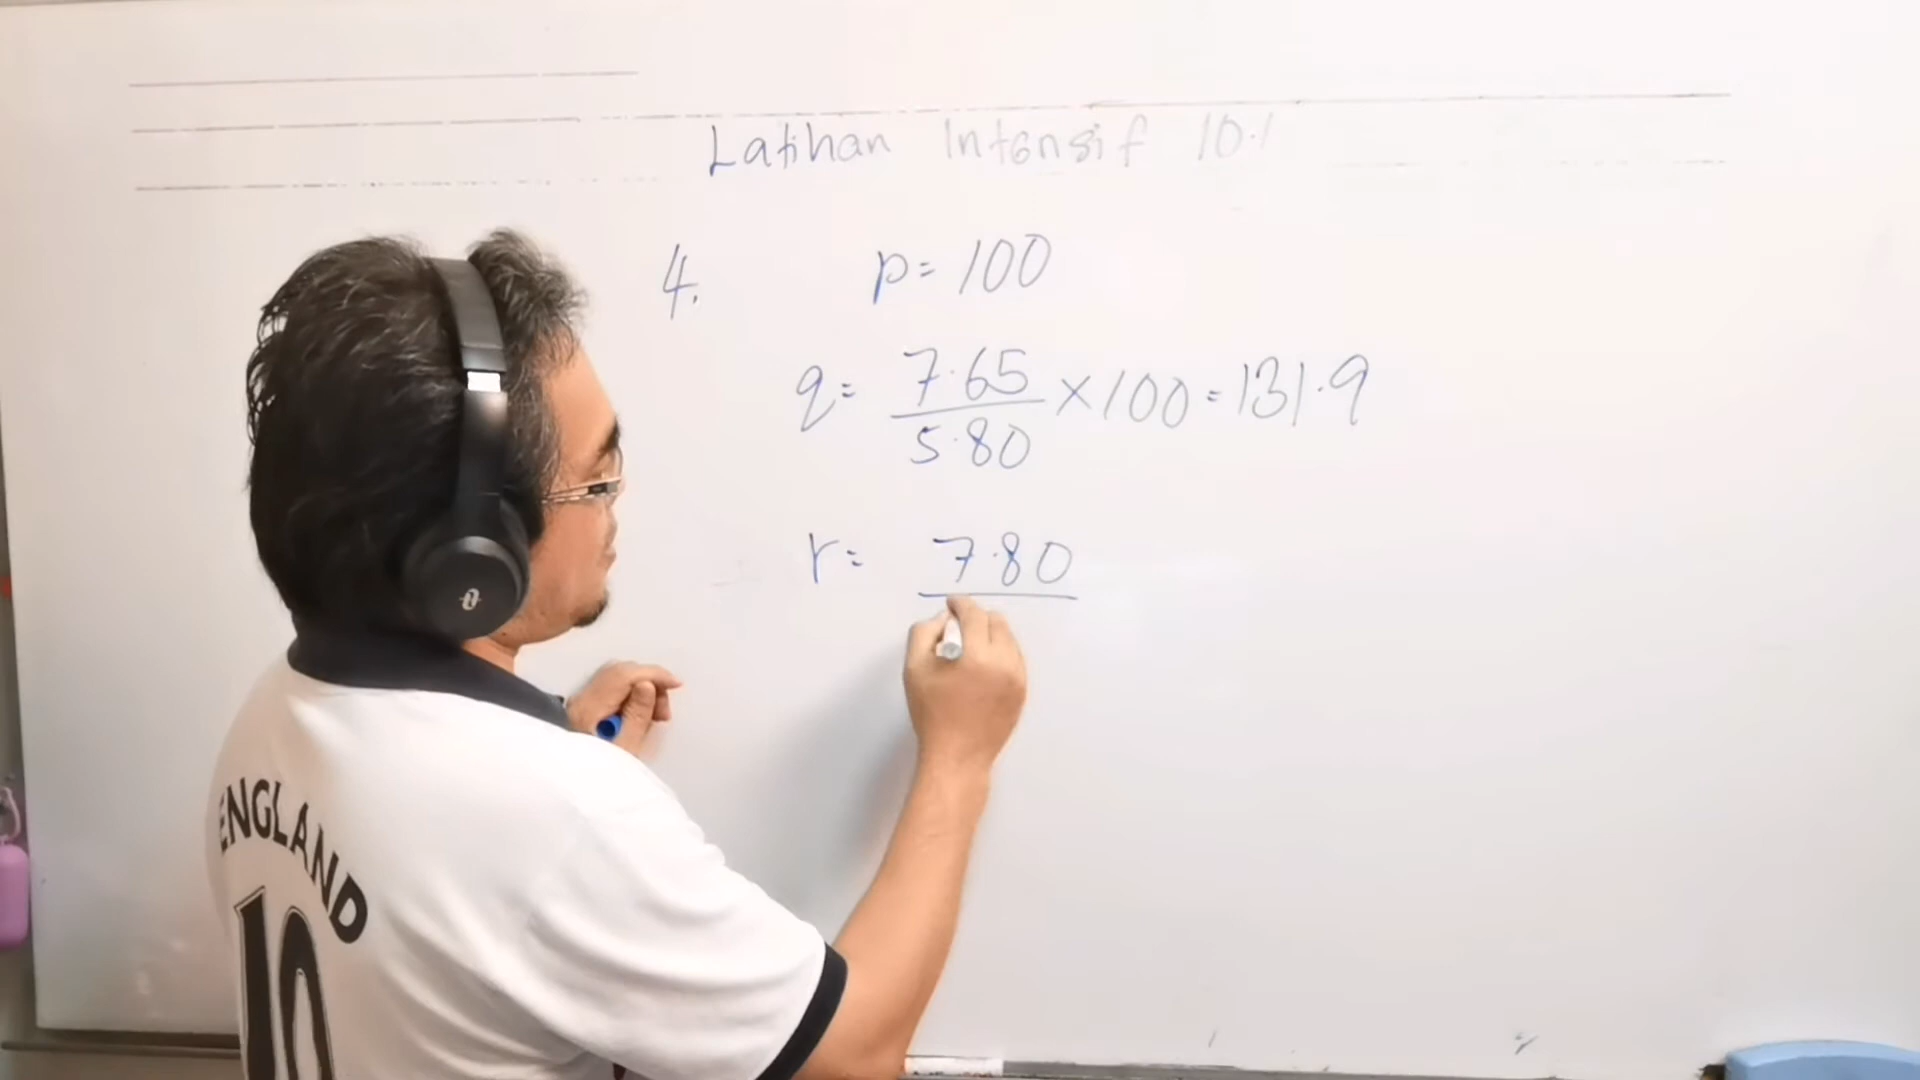 Latihan Intensif 10.1
4. p = 100
q = 7.65/5.80 × 100 = 131.9
r = 7.80
ENGLAND
10